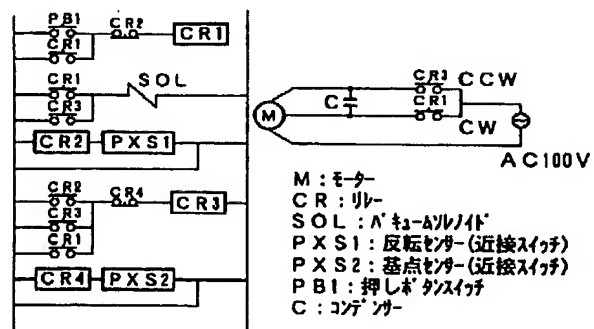 PB1
CR2
CR1
CR1
CR1
SOL
CR3
CR2
PXS1
CR2
CR4
CR3
CR3
CR1
CR4
PXS2
CR3
CCW
C
M
CR1
CW
AC100V
M:モーター
CR:リレー
SOL:バキュームソレノイド
PXS1:反転センサー(近接スイッチ)
PXS2:基点センサー(近接スイッチ)
PB1:押しボタンスイッチ
C:コンデンサー